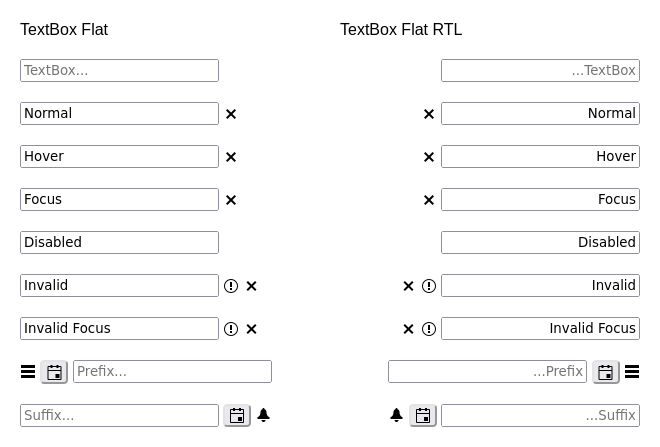 TextBox Flat
TextBox...
Normal
Hover
Focus
Disabled
Invalid
Invalid Focus
Prefix...
Suffix...
TextBox Flat RTL
...TextBox
Normal
Hover
Focus
Disabled
Invalid
Invalid Focus
...Prefix
...Suffix